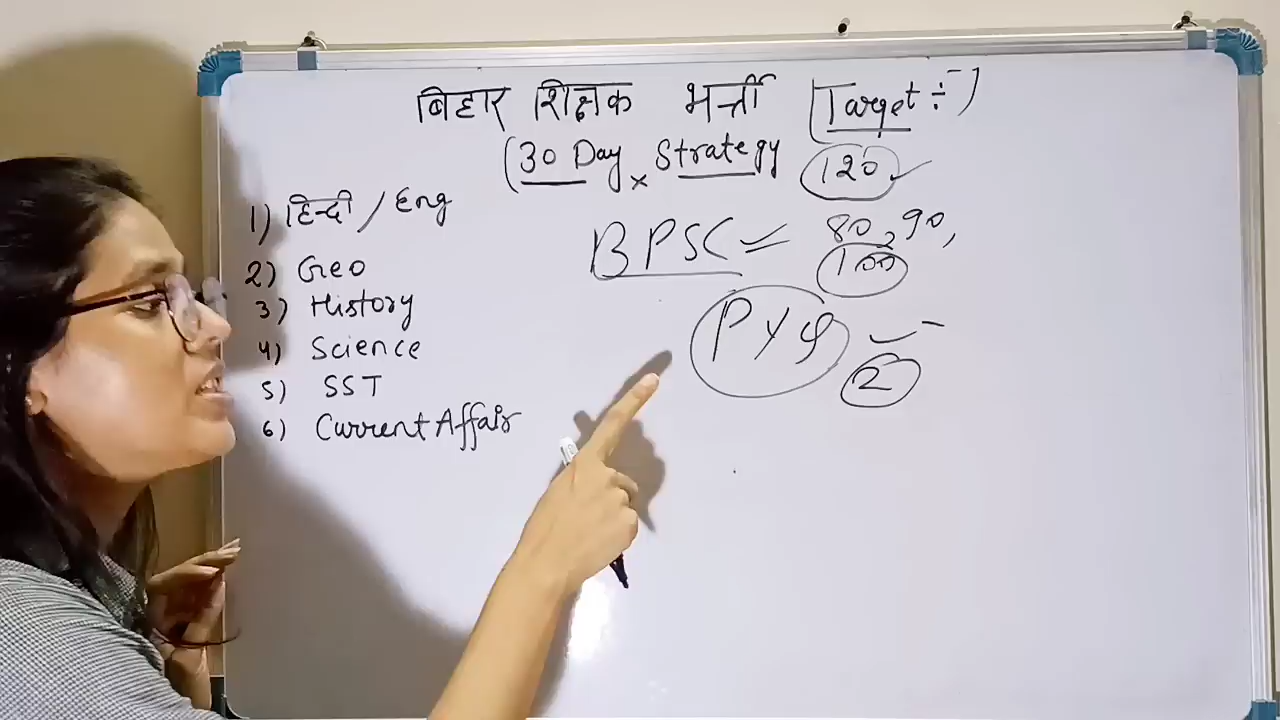 बिहार शिक्षक भर्ती [Target ÷-]
(30 Day x Strategy
120 ✓
1) हिन्दी / Eng
2) Geo
3) History
4) Science
5) SST
6) Current Affair
BPSC = 80, 90,
100
PYQ
2